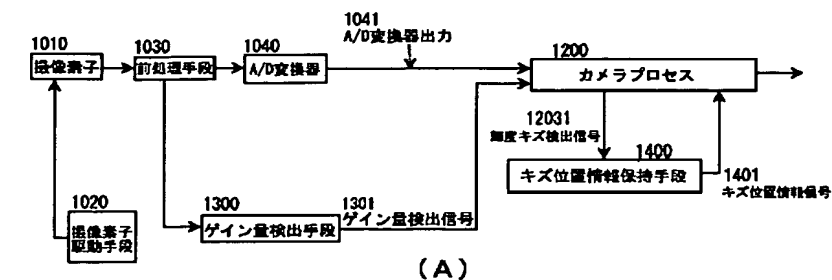 1010
撮像素子
1030
前処理手段
1040
A/D変換器
1041
A/D変換器出力
1200
カメラプロセス
12031
輝度キズ検出信号
1400
キズ位置情報保持手段
1401
キズ位置情報信号
1020
撮像素子
駆動手段
1300
ゲイン量検出手段
1301
ゲイン量検出信号
(A)